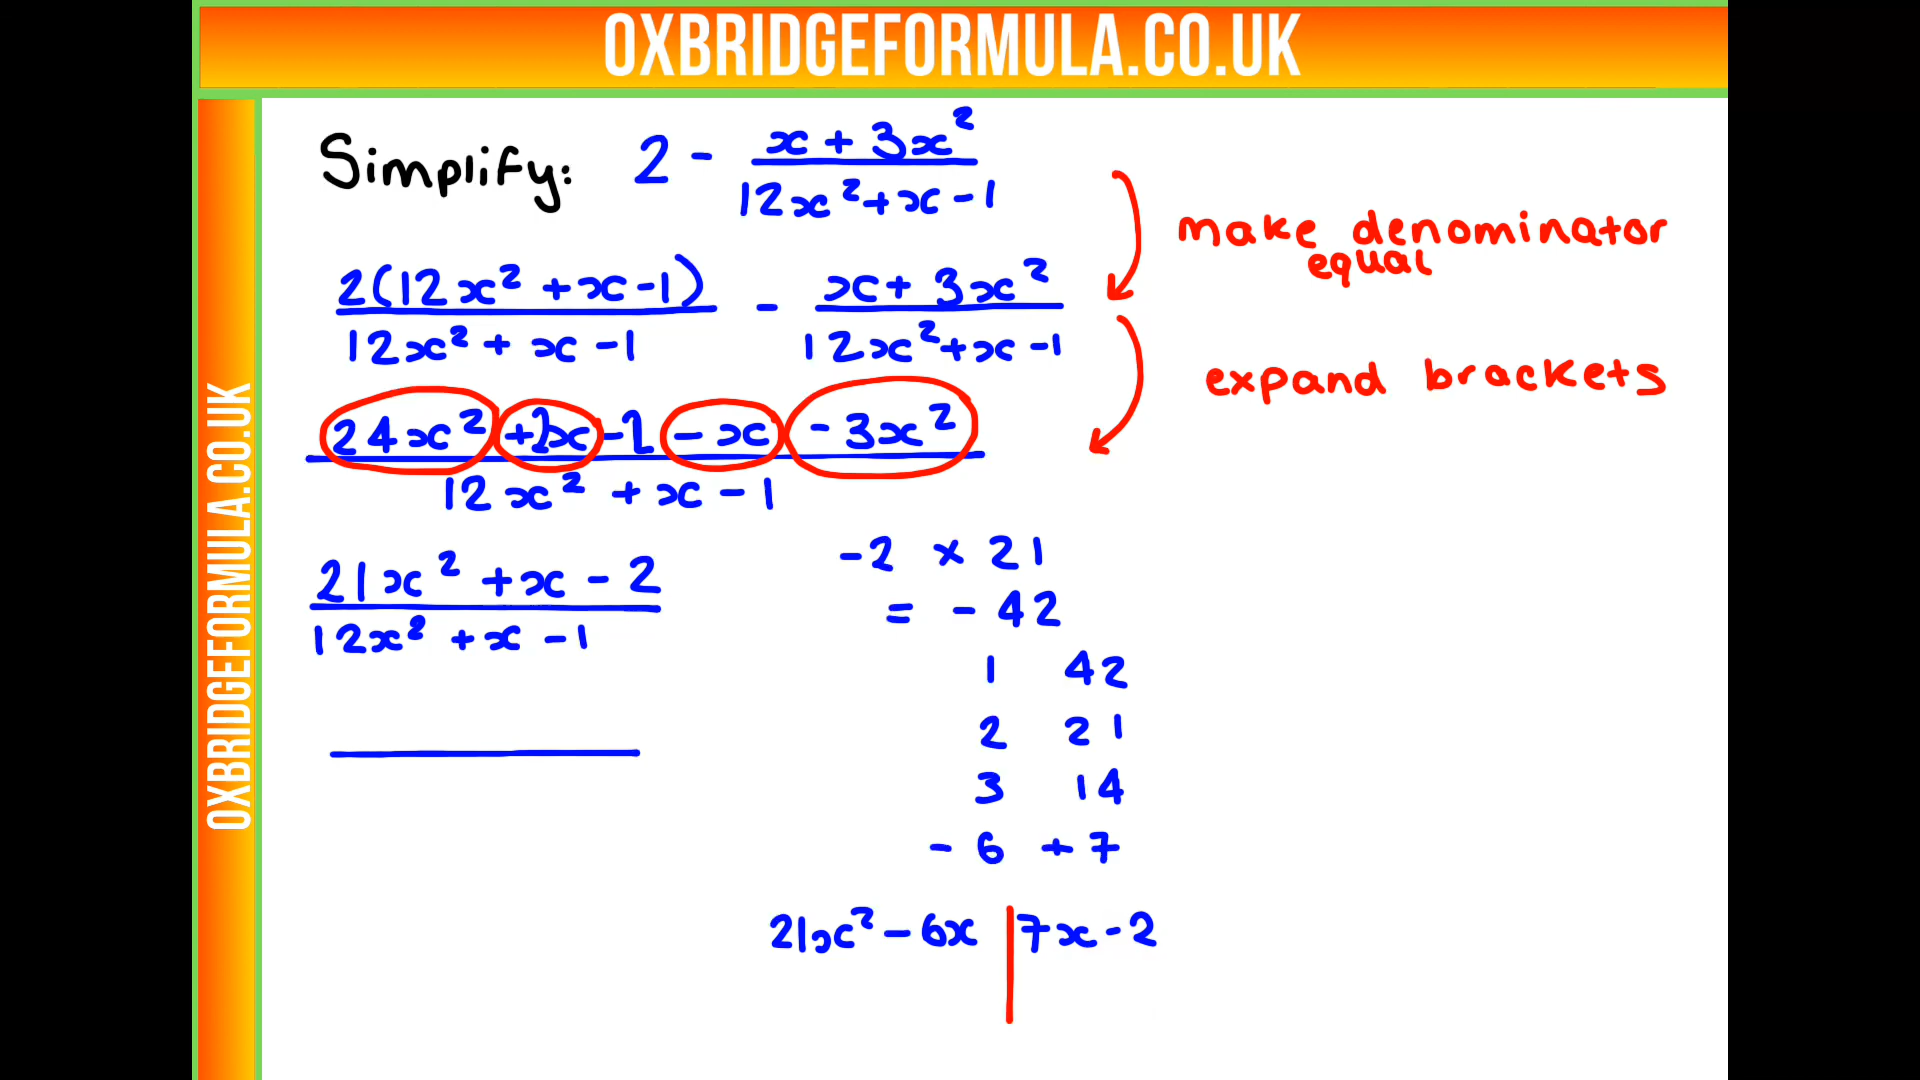 OXBRIDGEFORMULA.CO.UK
OXBRIDGEFORMULA.CO.UK
Simplify: 2 - (x + 3x²)/(12x² + x - 1)
make denominator
equal
2(12x² + x - 1)/(12x² + x - 1) - (x + 3x²)/(12x² + x - 1)
expand brackets
(24x² + 2x - 2 - x - 3x²)/(12x² + x - 1)
(21x² + x - 2)/(12x² + x - 1)
-2 × 21
= - 42
1 42
2 21
3 14
- 6 + 7
21x² - 6x | 7x - 2